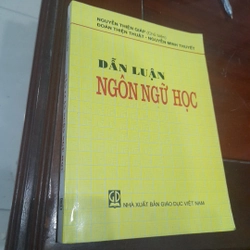 NGUYỄN THIỆN GIÁP (Chủ biên)
ĐOÀN THIỆN THUẬT - NGUYỄN MINH THUYẾT
DẪN LUẬN
NGÔN NGỮ HỌC
NHÀ XUẤT BẢN GIÁO DỤC VIỆT NAM